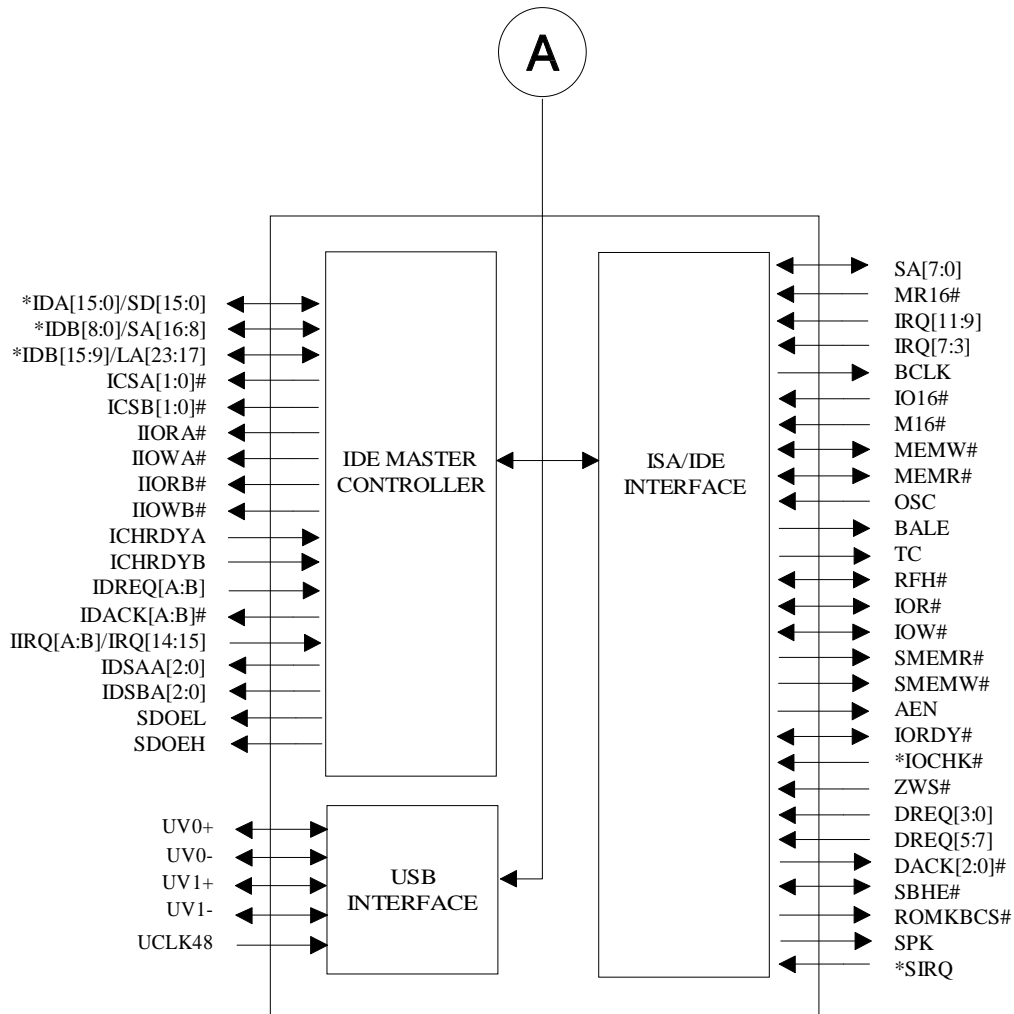 A
*IDA[15:0]/SD[15:0]
*IDB[8:0]/SA[16:8]
*IDB[15:9]/LA[23:17]
ICSA[1:0]#
ICSB[1:0]#
IIORA#
IIOWA#
IIORB#
IIOWB#
ICHRDYA
ICHRDYB
IDREQ[A:B]
IDACK[A:B]#
IIRQ[A:B]/IRQ[14:15]
IDSAA[2:0]
IDSBA[2:0]
SDOEL
SDOEH
IDE MASTER
CONTROLLER
UV0+
UV0-
UV1+
UV1-
UCLK48
USB
INTERFACE
ISA/IDE
INTERFACE
SA[7:0]
MR16#
IRQ[11:9]
IRQ[7:3]
BCLK
IO16#
M16#
MEMW#
MEMR#
OSC
BALE
TC
RFH#
IOR#
IOW#
SMEMR#
SMEMW#
AEN
IORDY#
*IOCHK#
ZWS#
DREQ[3:0]
DREQ[5:7]
DACK[2:0]#
SBHE#
ROMKBCS#
SPK
*SIRQ